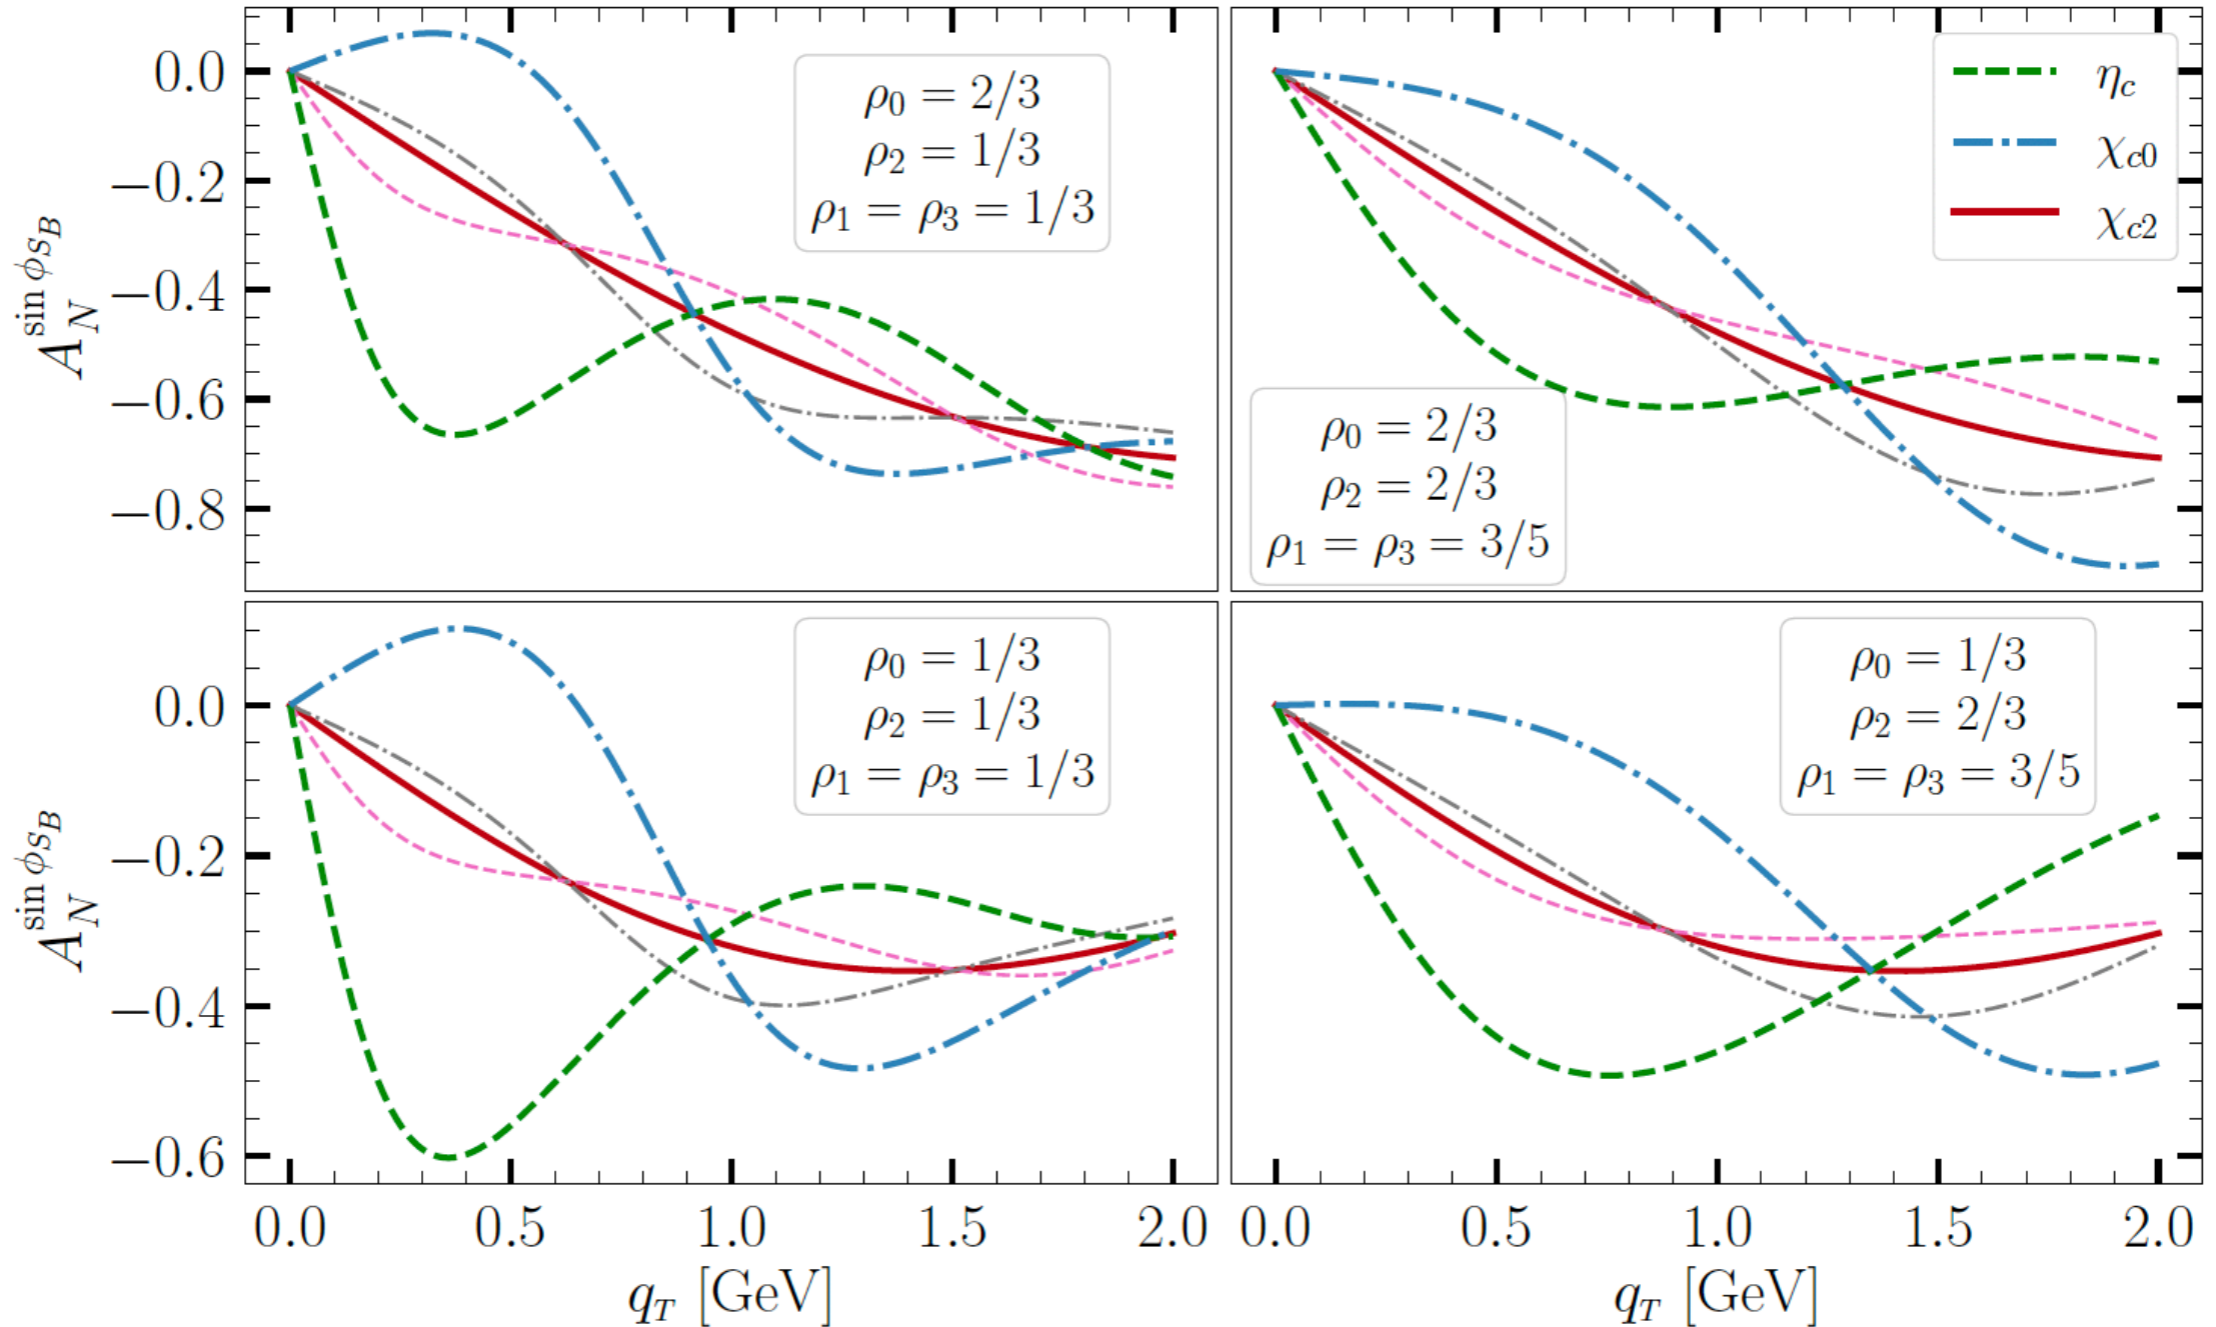 0.0
−0.2
−0.4
−0.6
−0.8
A_N^{sin ϕ_{S_B}}
ρ₀ = 2/3
ρ₂ = 1/3
ρ₁ = ρ₃ = 1/3
ρ₀ = 2/3
ρ₂ = 2/3
ρ₁ = ρ₃ = 3/5
η_c
χ_{c0}
χ_{c2}
0.0
−0.2
−0.4
−0.6
A_N^{sin ϕ_{S_B}}
ρ₀ = 1/3
ρ₂ = 1/3
ρ₁ = ρ₃ = 1/3
ρ₀ = 1/3
ρ₂ = 2/3
ρ₁ = ρ₃ = 3/5
0.0 0.5 1.0 1.5 2.0
0.0 0.5 1.0 1.5 2.0
q_T [GeV]
q_T [GeV]